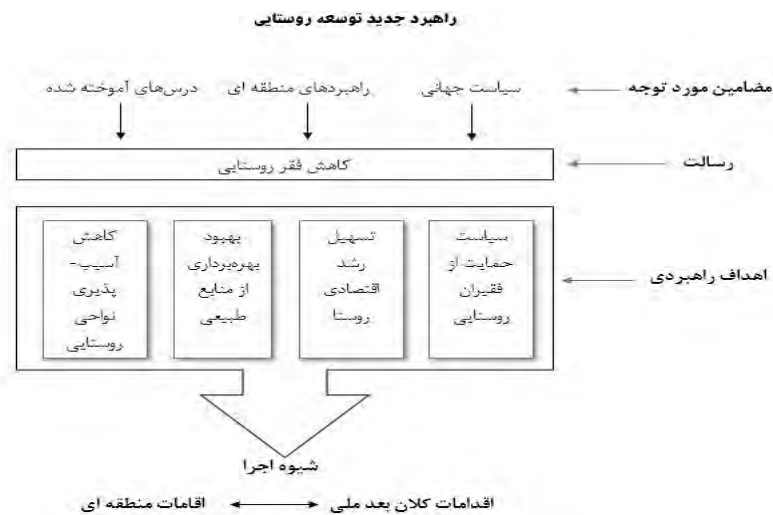 راهبرد جدید توسعه روستایی
مضامین مورد توجه
سیاست جهانی
راهبردهای منطقه ای
درس‌های آموخته شده
رسالت
کاهش فقر روستایی
اهداف راهبردی
سیاست
حمایت از
فقیران
روستایی
تسهیل
رشد
اقتصادی
روستا
بهبود
بهره‌برداری
از منابع
طبیعی
کاهش
آسیب-
پذیری
نواحی
روستایی
شیوه اجرا
اقدامات کلان بعد ملی
اقامات منطقه ای